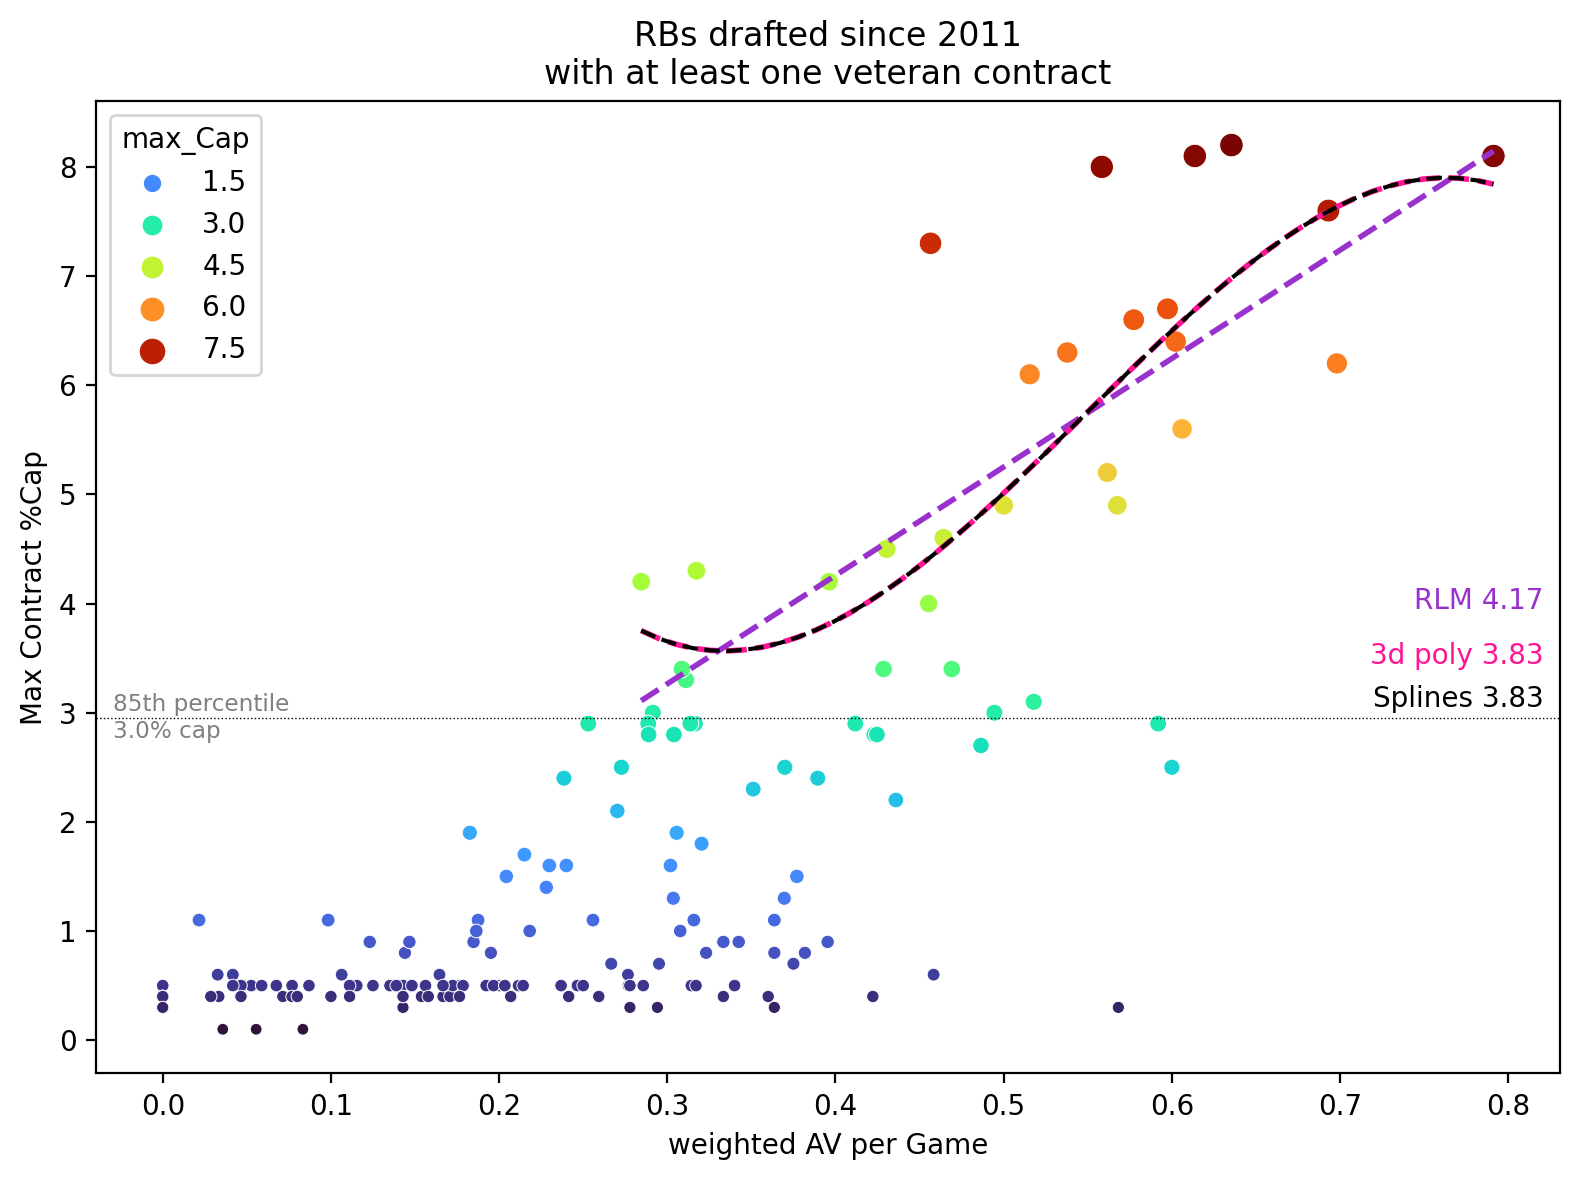 RBs drafted since 2011
with at least one veteran contract
max_Cap
1.5
3.0
4.5
6.0
7.5
Max Contract %Cap
8
7
6
5
4
3
2
1
0
RLM 4.17
3d poly 3.83
Splines 3.83
85th percentile
3.0% cap
0.0 0.1 0.2 0.3 0.4 0.5 0.6 0.7 0.8
weighted AV per Game